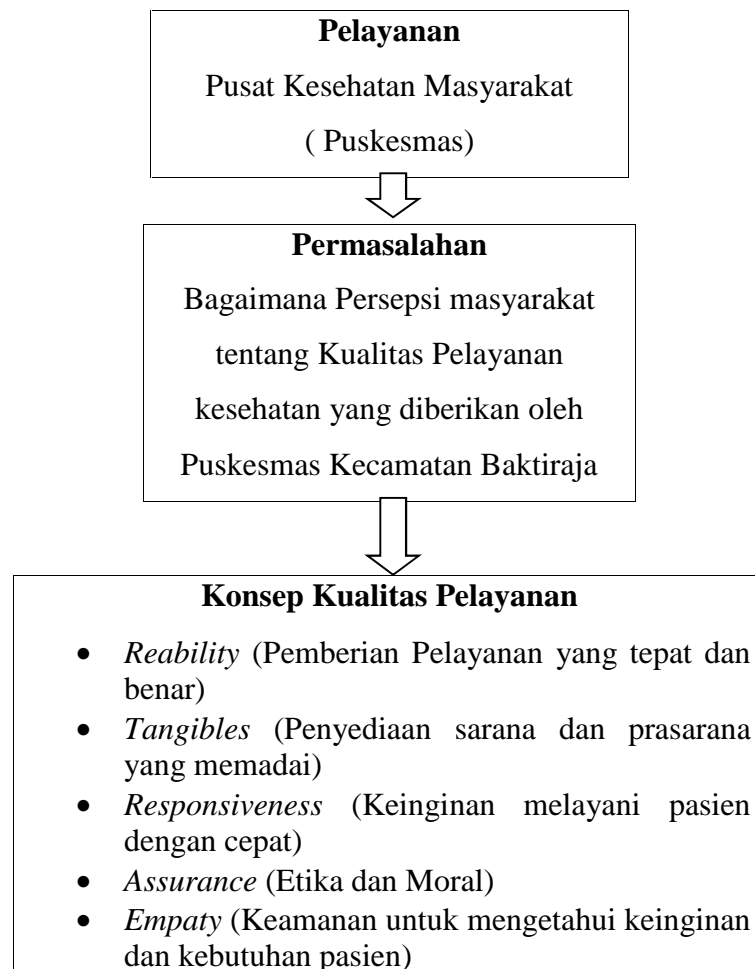 Pelayanan
Pusat Kesehatan Masyarakat
( Puskesmas)
Permasalahan
Bagaimana Persepsi masyarakat
tentang Kualitas Pelayanan
kesehatan yang diberikan oleh
Puskesmas Kecamatan Baktiraja
Konsep Kualitas Pelayanan
• Reability (Pemberian Pelayanan yang tepat dan
benar)
• Tangibles (Penyediaan sarana dan prasarana
yang memadai)
• Responsiveness (Keinginan melayani pasien
dengan cepat)
• Assurance (Etika dan Moral)
• Empaty (Keamanan untuk mengetahui keinginan
dan kebutuhan pasien)